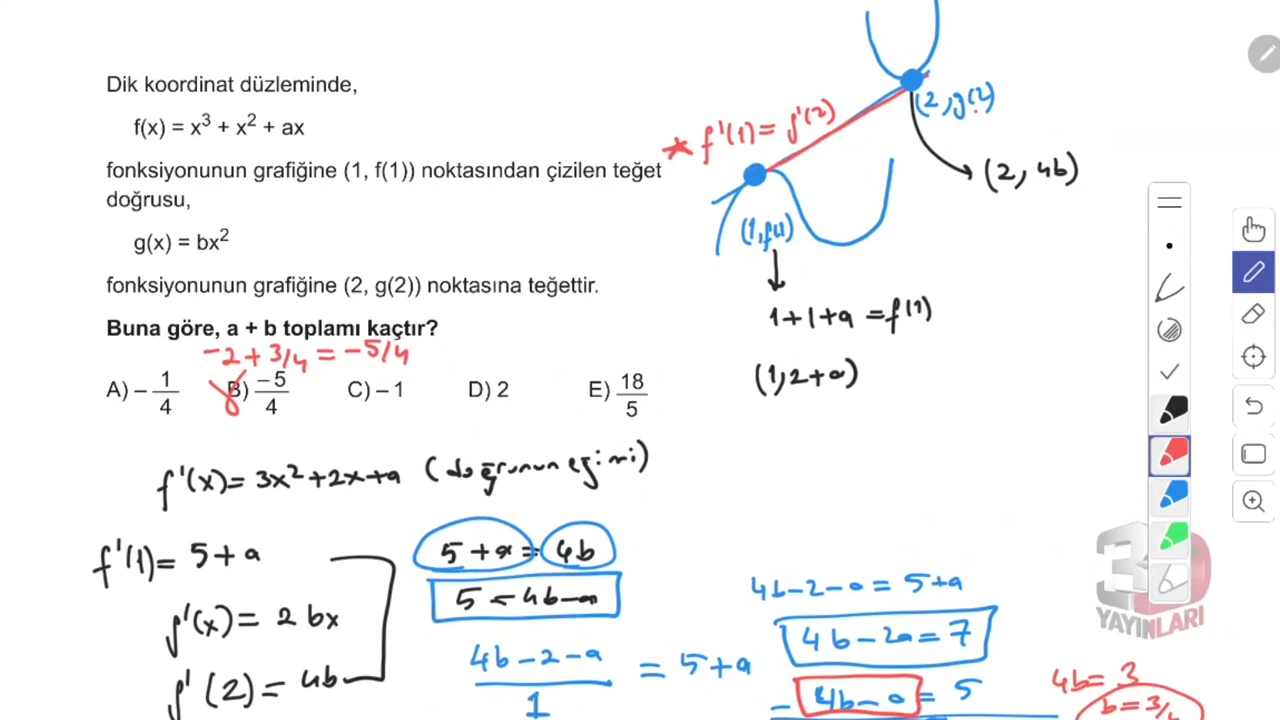 Dik koordinat düzleminde,
f(x) = x³ + x² + ax
fonksiyonunun grafiğine (1, f(1)) noktasından çizilen teğet
doğrusu,
g(x) = bx²
fonksiyonunun grafiğine (2, g(2)) noktasına teğettir.
Buna göre, a + b toplamı kaçtır?
-2 + 3/4 = -5/4
A) – 1/4 B) -5/4 C) – 1 D) 2 E) 18/5
(2, g(2))
* f'(1) = g'(2)
(2, 4b)
(1, f(1))
1+1+a = f(1)
(1, 2+a)
f'(x) = 3x²+2x+a (doğrunun eğimi)
f'(1) = 5+a
g'(x) = 2bx
g'(2) = 4b
5+a = 4b
5 = 4b-a
4b-2-a/1 = 5+a
4b-2-a = 5+a
4b-2a = 7
- 4b-a = 5
4b = 3
b = 3/4
3D
YAYINLARI